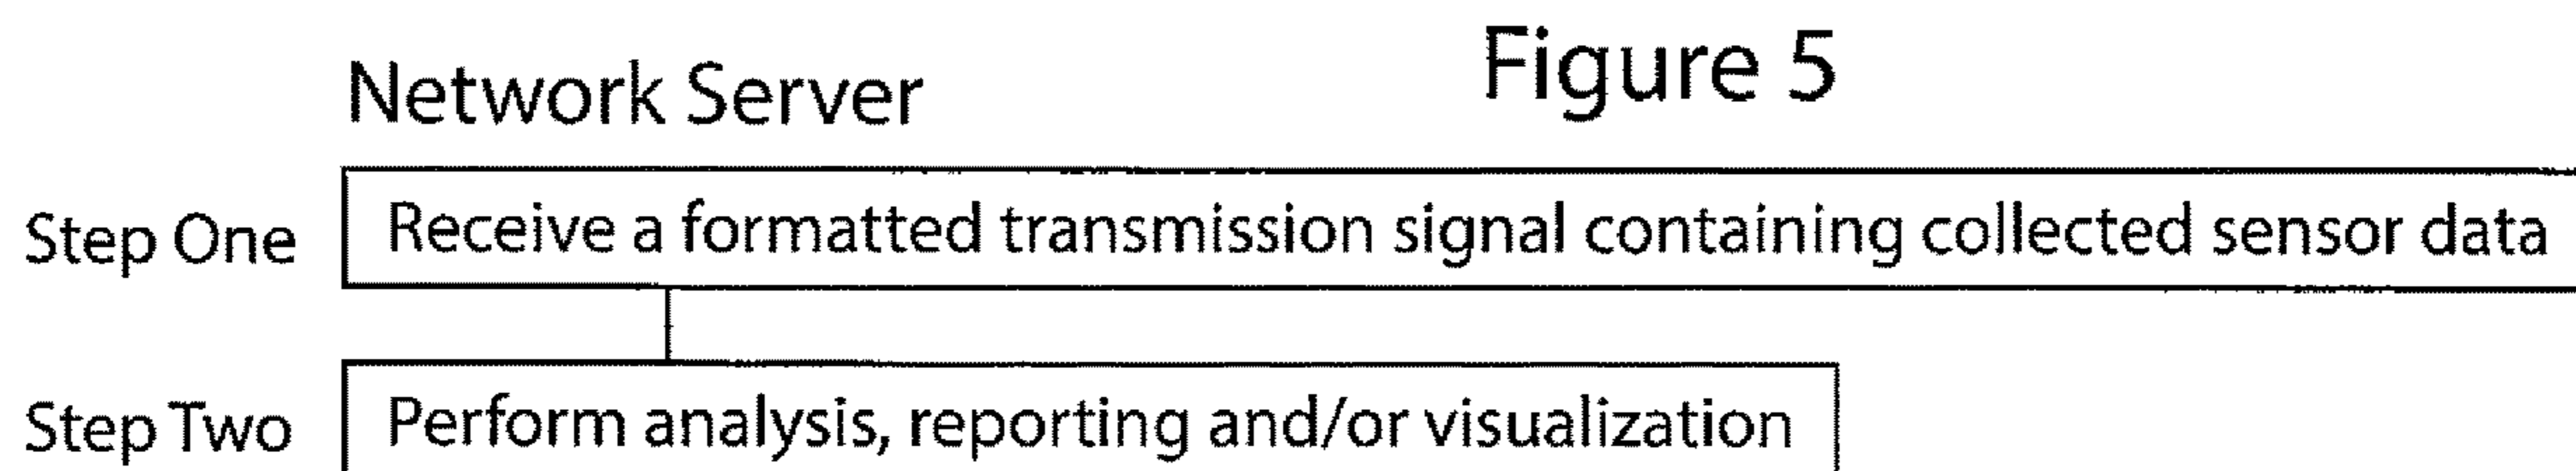 Figure 5
Network Server
Step One Receive a formatted transmission signal containing collected sensor data
Step Two Perform analysis, reporting and/or visualization